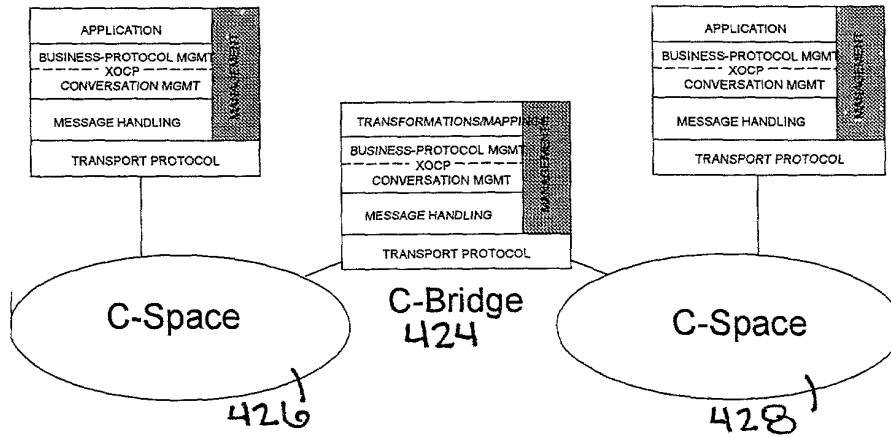 APPLICATION
BUSINESS-PROTOCOL MGMT
XOCP
CONVERSATION MGMT
MESSAGE HANDLING
TRANSPORT PROTOCOL
MANAGEMENT
TRANSFORMATIONS/MAPPING
BUSINESS-PROTOCOL MGMT
XOCP
CONVERSATION MGMT
MESSAGE HANDLING
TRANSPORT PROTOCOL
MANAGEMENT
APPLICATION
BUSINESS-PROTOCOL MGMT
XOCP
CONVERSATION MGMT
MESSAGE HANDLING
TRANSPORT PROTOCOL
MANAGEMENT
C-Space
426
C-Bridge
424
C-Space
428